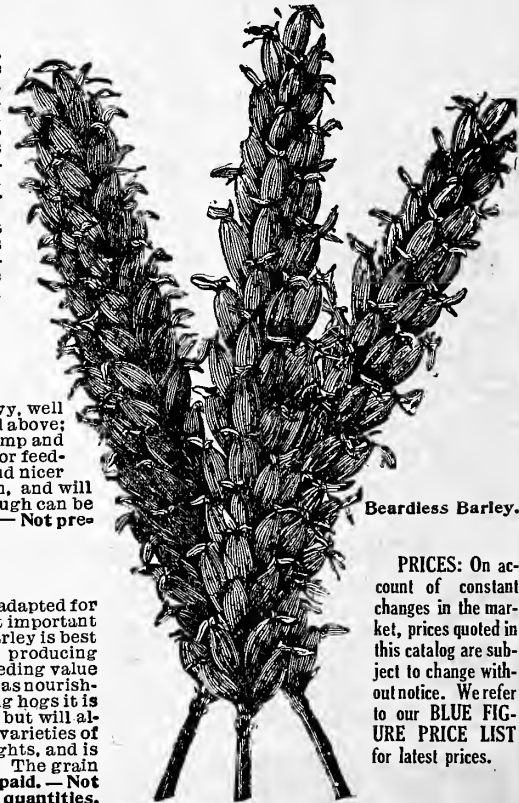 vy, well
l above;
mp and
or feed-
nd nicer
n, and will
ugh can be
— Not pre-
adapted for
t important
rley is best
producing
eding value
as nourish-
g hogs it is
but will al-
varieties of
ghts, and is
The grain
paid. — Not
quantities.
Beardless Barley.
PRICES: On ac-
count of constant
changes in the mar-
ket, prices quoted in
this catalog are sub-
ject to change with-
out notice. We refer
to our BLUE FIG-
URE PRICE LIST
for latest prices.